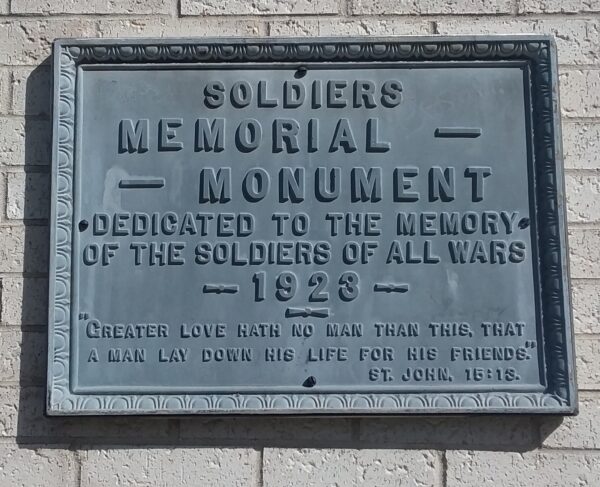 SOLDIERS
MEMORIAL —
— MONUMENT
DEDICATED TO THE MEMORY
OF THE SOLDIERS OF ALL WARS
— 1923 —
"GREATER LOVE HATH NO MAN THAN THIS, THAT
A MAN LAY DOWN HIS LIFE FOR HIS FRIENDS."
ST. JOHN, 15:13.